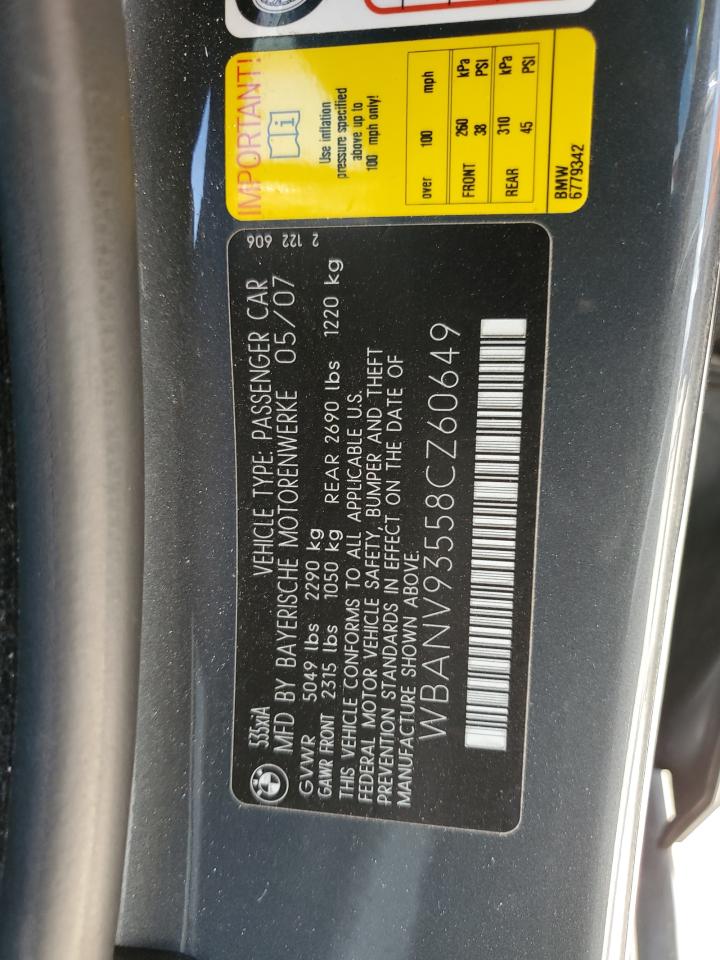 IMPORTANT!
i
Use inflation
pressure specified
above up to
100 mph only!
over 100 mph
FRONT 260 kPa
38 PSI
REAR 310 kPa
45 PSI
BMW
6779342
2 122 606
BMW
535xiA VEHICLE TYPE: PASSENGER CAR
MFD BY BAYERISCHE MOTORENWERKE 05/07
GVWR 5049 lbs 2290 kg
GAWR FRONT 2315 lbs 1050 kg REAR 2690 lbs 1220 kg
THIS VEHICLE CONFORMS TO ALL APPLICABLE U.S.
FEDERAL MOTOR VEHICLE SAFETY, BUMPER AND THEFT
PREVENTION STANDARDS IN EFFECT ON THE DATE OF
MANUFACTURE SHOWN ABOVE.
WBANV93558CZ60649